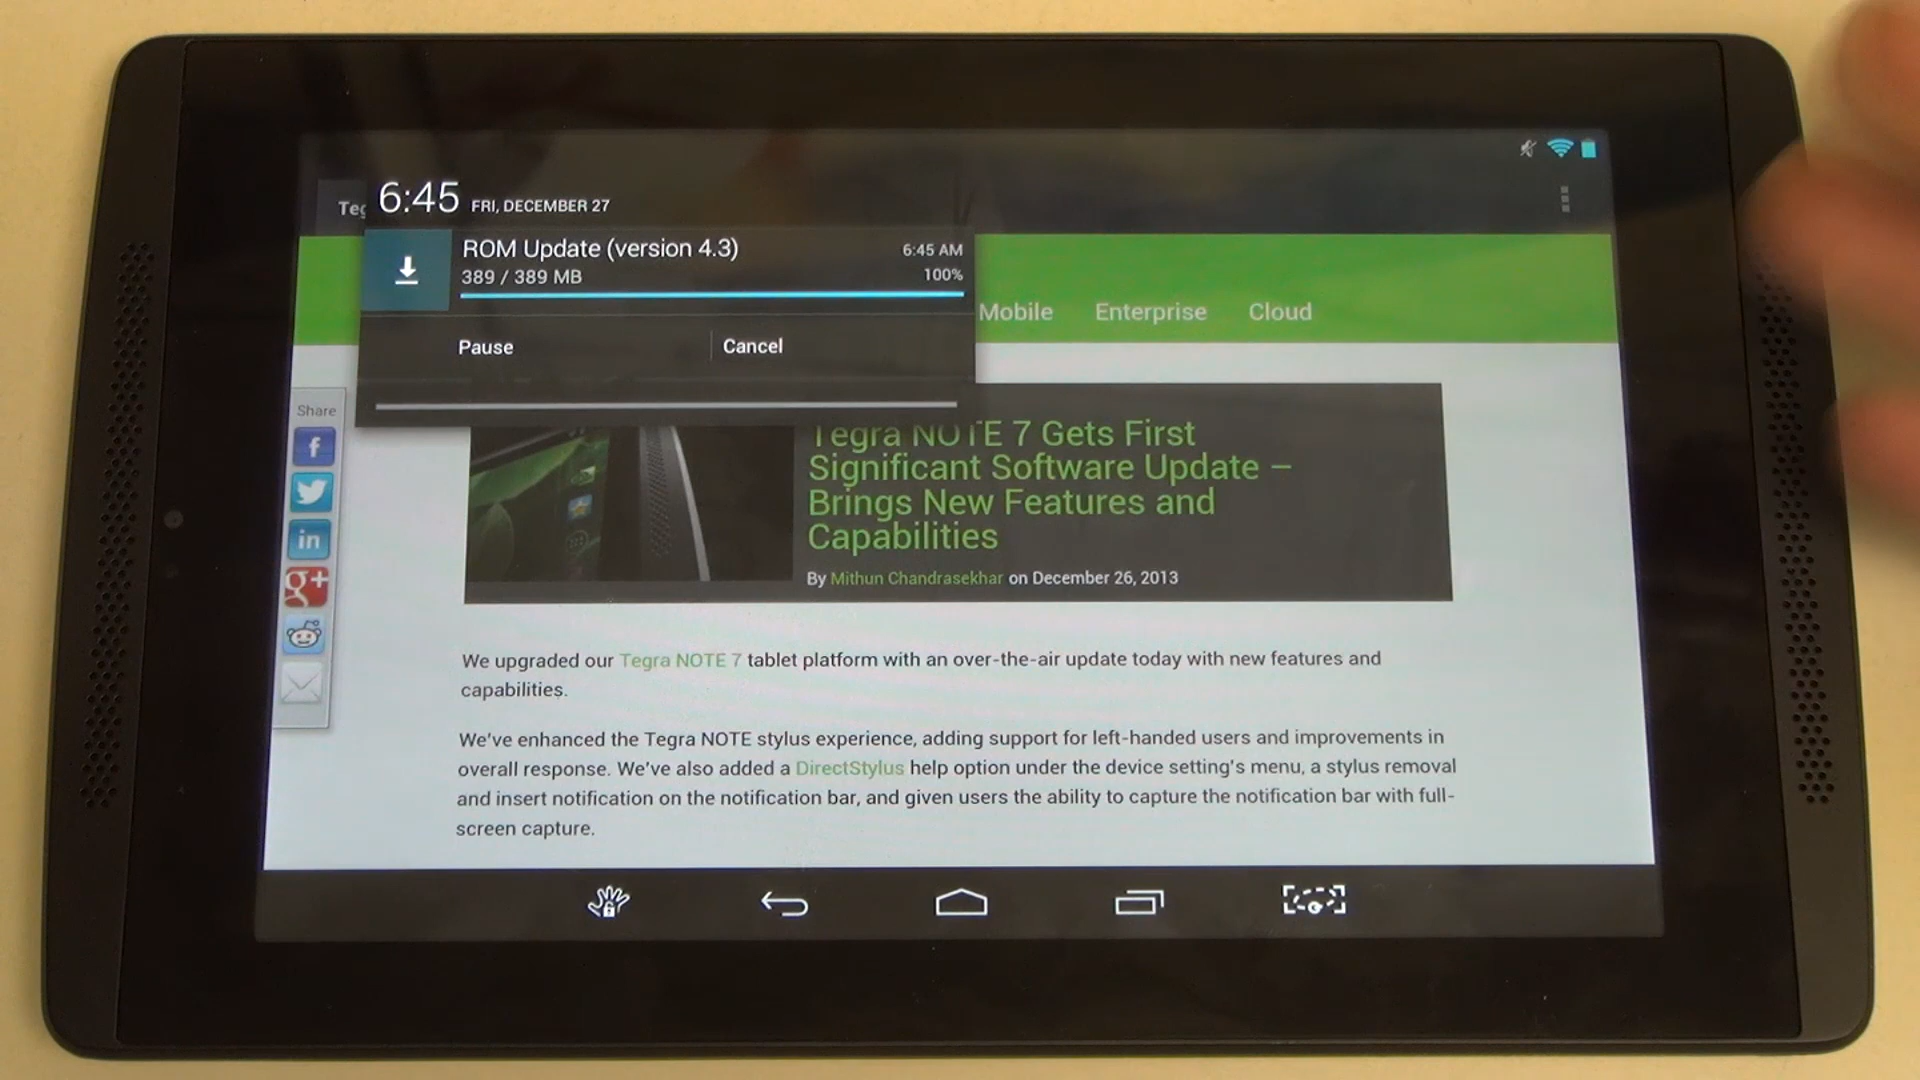 Teg
6:45 FRI, DECEMBER 27
ROM Update (version 4.3)
6:45 AM
389 / 389 MB
100%
Pause
Cancel
Mobile Enterprise Cloud
Share
f
in
g+
Tegra NOTE 7 Gets First
Significant Software Update –
Brings New Features and
Capabilities
By Mithun Chandrasekhar on December 26, 2013
We upgraded our Tegra NOTE 7 tablet platform with an over-the-air update today with new features and
capabilities.
We've enhanced the Tegra NOTE stylus experience, adding support for left-handed users and improvements in
overall response. We've also added a DirectStylus help option under the device setting's menu, a stylus removal
and insert notification on the notification bar, and given users the ability to capture the notification bar with full-
screen capture.